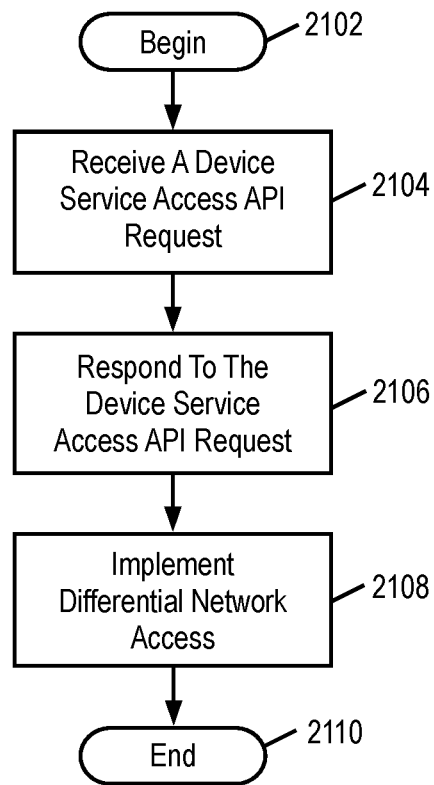 Begin
2102
Receive A Device
Service Access API
Request
2104
Respond To The
Device Service
Access API Request
2106
Implement
Differential Network
Access
2108
End
2110